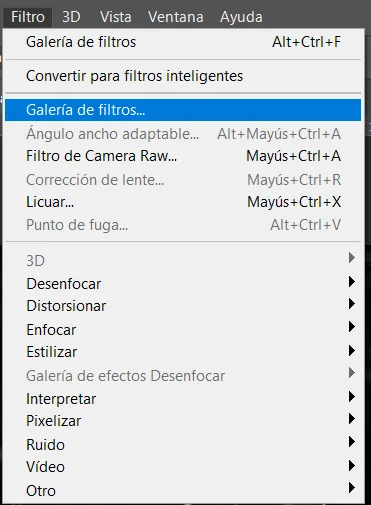 Filtro 3D Vista Ventana Ayuda
Galería de filtros Alt+Ctrl+F
Convertir para filtros inteligentes
Galería de filtros...
Ángulo ancho adaptable... Alt+Mayús+Ctrl+A
Filtro de Camera Raw... Mayús+Ctrl+A
Corrección de lente... Mayús+Ctrl+R
Licuar... Mayús+Ctrl+X
Punto de fuga... Alt+Ctrl+V
3D
Desenfocar
Distorsionar
Enfocar
Estilizar
Galería de efectos Desenfocar
Interpretar
Pixelizar
Ruido
Vídeo
Otro